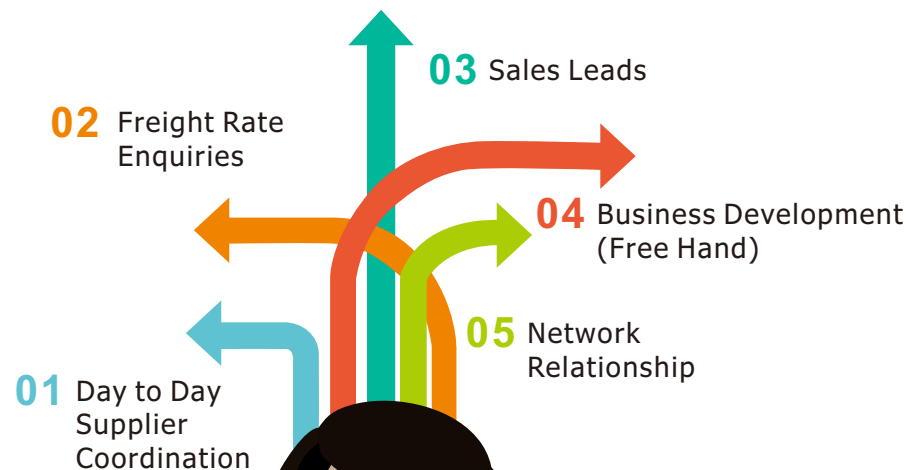 01 Day to Day
Supplier
Coordination
02 Freight Rate
Enquiries
03 Sales Leads
04 Business Development
(Free Hand)
05 Network
Relationship